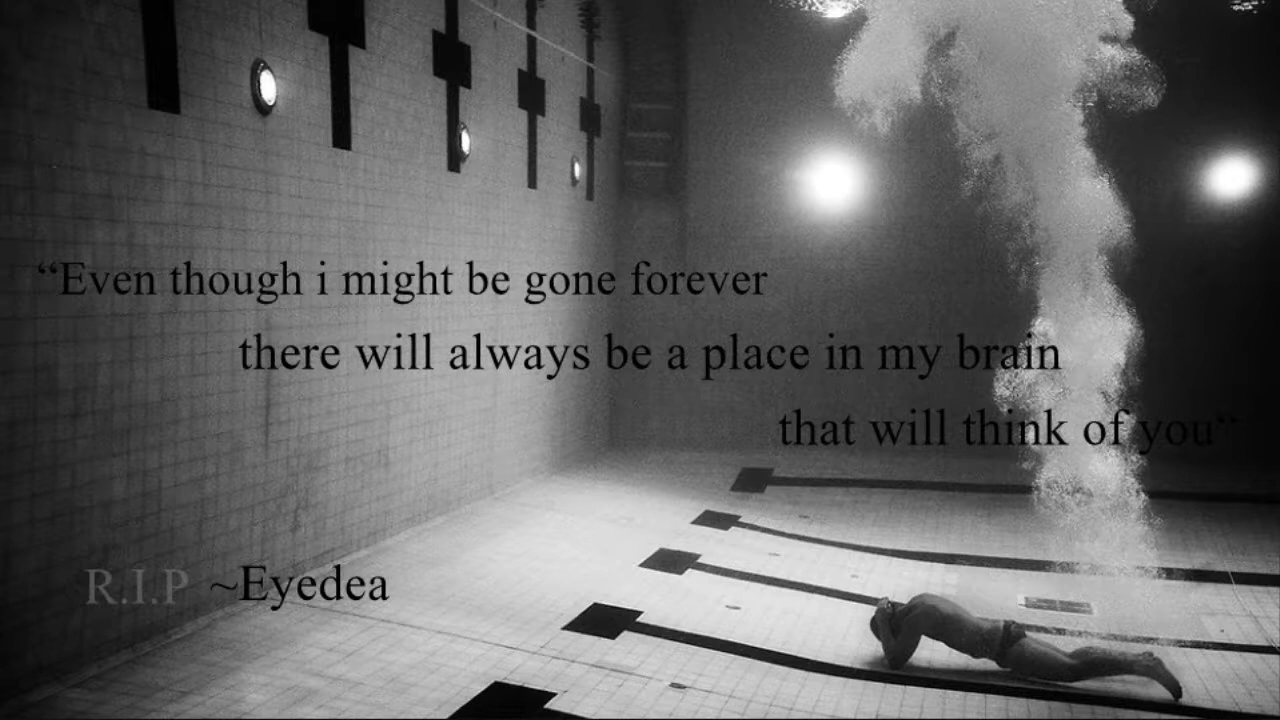 “Even though i might be gone forever
there will always be a place in my brain
that will think of you“
R.I.P ~Eyedea